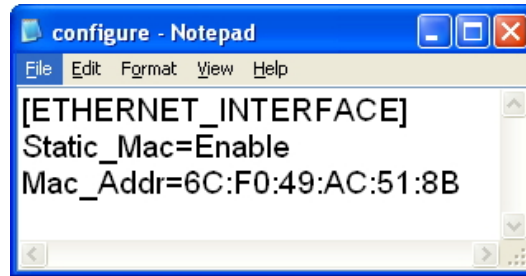 configure - Notepad
File Edit Format View Help
[ETHERNET_INTERFACE]
Static_Mac=Enable
Mac_Addr=6C:F0:49:AC:51:8B